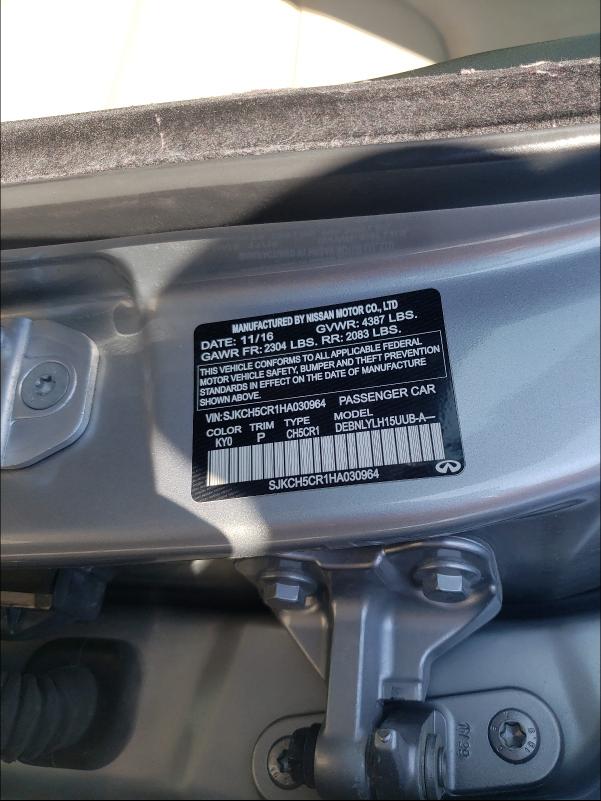 MANUFACTURED BY NISSAN MOTOR CO., LTD
DATE: 11/16 GVWR: 4387 LBS.
GAWR FR: 2304 LBS. RR: 2083 LBS.
THIS VEHICLE CONFORMS TO ALL APPLICABLE FEDERAL
MOTOR VEHICLE SAFETY, BUMPER AND THEFT PREVENTION
STANDARDS IN EFFECT ON THE DATE OF MANUFACTURE
SHOWN ABOVE.
VIN: SJKCH5CR1HA030964 PASSENGER CAR
COLOR TRIM TYPE MODEL
KY0 P CH5CR1 DEBNLYLH15UUB-A—
SJKCH5CR1HA030964